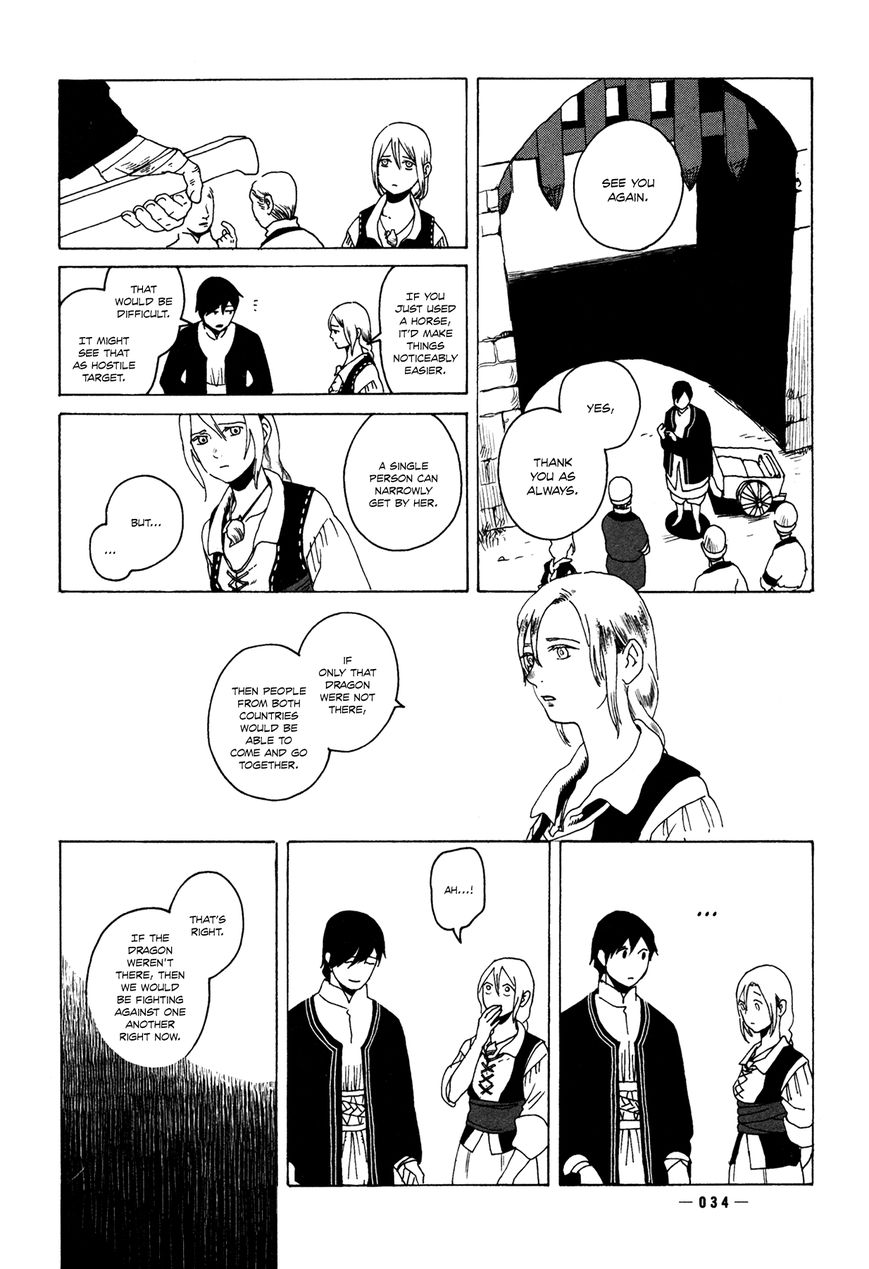 SEE YOU
AGAIN.
YES,
THANK
YOU AS
ALWAYS.
IF YOU
JUST USED
A HORSE,
IT'D MAKE
THINGS
NOTICEABLY
EASIER.
THAT
WOULD BE
DIFFICULT.
IT MIGHT
SEE THAT
AS HOSTILE
TARGET.
A SINGLE
PERSON CAN
NARROWLY
GET BY HER.
BUT...
...
IF
ONLY THAT
DRAGON
WERE NOT
THERE,
THEN PEOPLE
FROM BOTH
COUNTRIES
WOULD BE
ABLE TO
COME AND GO
TOGETHER.
...
AH...!
THAT'S
RIGHT.
IF THE
DRAGON
WEREN'T
THERE, THEN
WE WOULD
BE FIGHTING
AGAINST ONE
ANOTHER
RIGHT NOW.
— 034 —